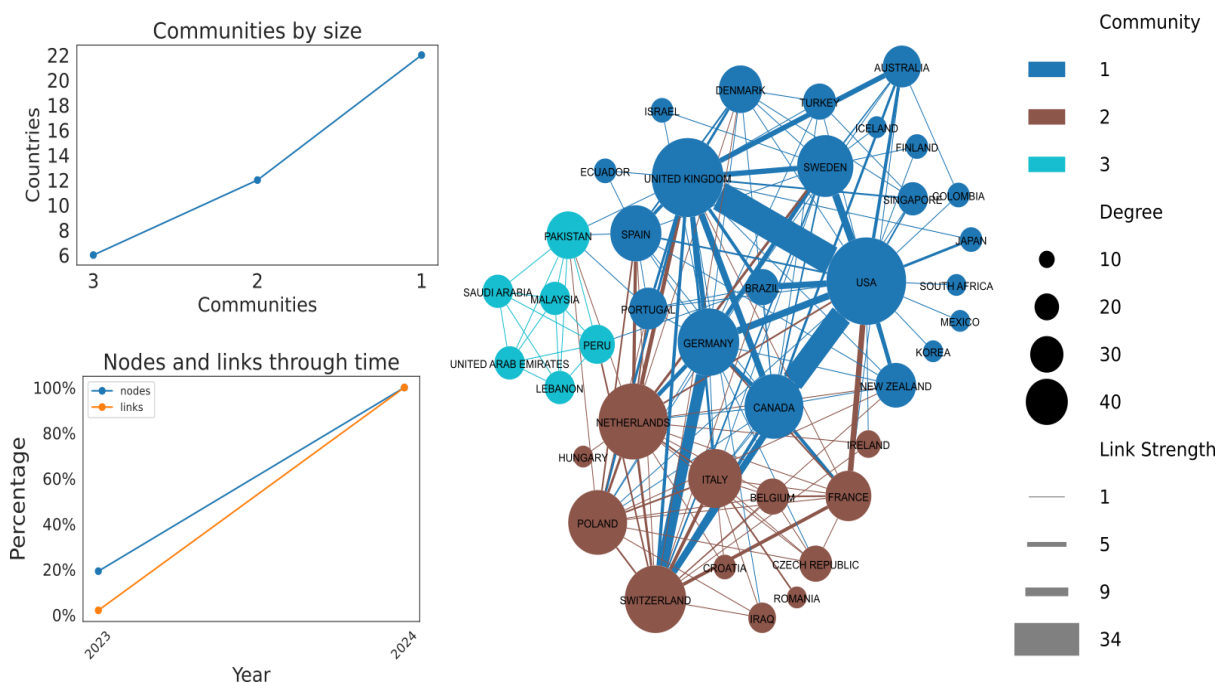 Communities by size
Countries
22
20
18
16
14
12
10
8
6
3
2
1
Communities
Nodes and links through time
Percentage
100%
80%
60%
40%
20%
0%
nodes
links
2023
2024
Year
AUSTRALIA
DENMARK
TURKEY
ISRAEL
ICELAND
FINLAND
ECUADOR
UNITED KINGDOM
SWEDEN
SINGAPORE
COLOMBIA
PAKISTAN
SPAIN
JAPAN
USA
SOUTH AFRICA
SAUDI ARABIA
MALAYSIA
BRAZIL
PORTUGAL
MEXICO
PERU
GERMANY
KOREA
UNITED ARAB EMIRATES
LEBANON
NEW ZEALAND
CANADA
NETHERLANDS
IRELAND
HUNGARY
ITALY
BELGIUM
FRANCE
POLAND
CROATIA
CZECH REPUBLIC
SWITZERLAND
ROMANIA
IRAQ
Community
1
2
3
Degree
10
20
30
40
Link Strength
1
5
9
34